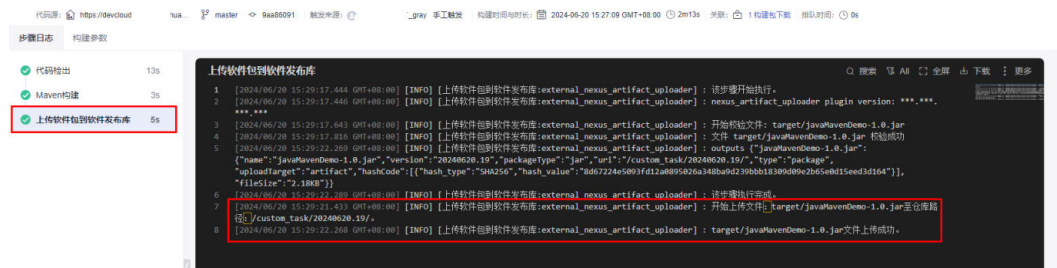 代码源: https://devcloud hua... master 9aa86091 触发来源: _gray 手工触发 构建时间与时长: 2024-06-20 15:27:09 GMT+08:00 2m13s 关联: 1 构建包下载 排队时间: 0s
步骤日志 构建参数
代码检出 13s
Maven构建 3s
上传软件包到软件发布库 5s
上传软件包到软件发布库 搜索 All 全屏 下载 更多
1 [2024/06/20 15:29:17.444 GMT+08:00] [INFO] [上传软件包到软件发布库:external_nexus_artifact_uploader] : 该步骤开始执行。
2 [2024/06/20 15:29:17.446 GMT+08:00] [INFO] [上传软件包到软件发布库:external_nexus_artifact_uploader] : nexus_artifact_uploader plugin version: ***.***.
***.***
3 [2024/06/20 15:29:17.643 GMT+08:00] [INFO] [上传软件包到软件发布库:external_nexus_artifact_uploader] : 开始校验文件: target/javaMavenDemo-1.0.jar
4 [2024/06/20 15:29:17.816 GMT+08:00] [INFO] [上传软件包到软件发布库:external_nexus_artifact_uploader] : 文件 target/javaMavenDemo-1.0.jar 校验成功
5 [2024/06/20 15:29:22.269 GMT+08:00] [INFO] [上传软件包到软件发布库:external_nexus_artifact_uploader] : outputs {"javaMavenDemo-1.0.jar":
{"name":"javaMavenDemo-1.0.jar","version":"20240620.19","packageType":"jar","uri":"/custom_task/20240620.19/","type":"package",
"uploadTarget":"artifact","hashCode":[{"hash_type":"SHA256","hash_value":"8d67224e5093fd12a0895026a348ba9d239bbb18309d09e2b65e0d15eed3d164"}],
"fileSize":"2.18KB"}}
6 [2024/06/20 15:29:22.289 GMT+08:00] [INFO] [上传软件包到软件发布库:external_nexus_artifact_uploader] : 该步骤执行完成。
7 [2024/06/20 15:29:21.433 GMT+08:00] [INFO] [上传软件包到软件发布库:external_nexus_artifact_uploader] : 开始上传文件：target/javaMavenDemo-1.0.jar至仓库路
径：/custom_task/20240620.19/。
8 [2024/06/20 15:29:22.268 GMT+08:00] [INFO] [上传软件包到软件发布库:external_nexus_artifact_uploader] : target/javaMavenDemo-1.0.jar文件上传成功。